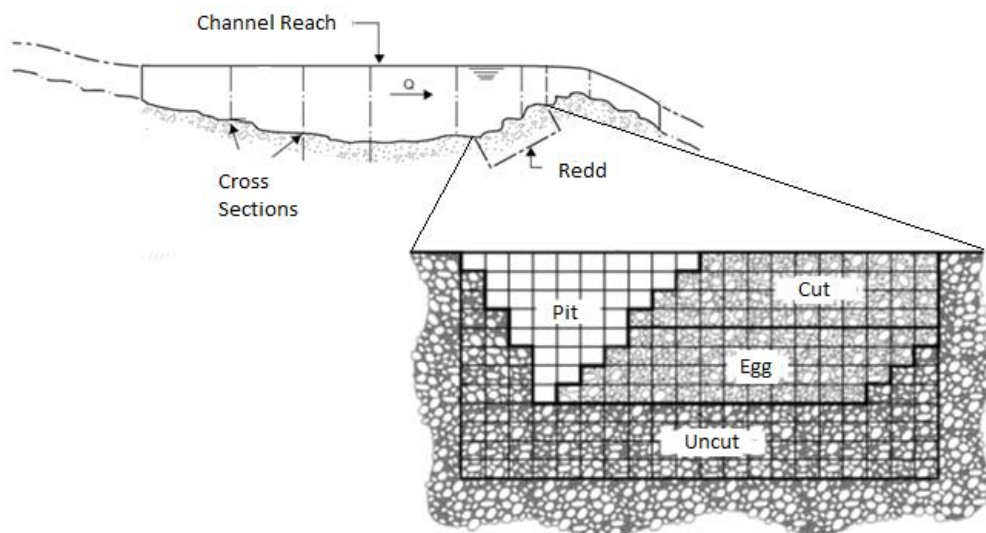 Channel Reach
Q
Cross
Sections
Redd
Cut
Pit
Egg
Uncut